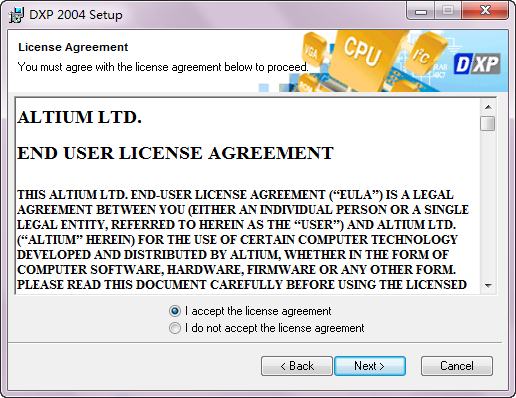 DXP 2004 Setup
License Agreement
You must agree with the license agreement below to proceed.
VGA
CPU
I²C
DXP
ALTIUM LTD.
END USER LICENSE AGREEMENT
THIS ALTIUM LTD. END-USER LICENSE AGREEMENT (“EULA”) IS A LEGAL
AGREEMENT BETWEEN YOU (EITHER AN INDIVIDUAL PERSON OR A SINGLE
LEGAL ENTITY, REFERRED TO HEREIN AS THE “USER”) AND ALTIUM LTD.
(“ALTIUM” HEREIN) FOR THE USE OF CERTAIN COMPUTER TECHNOLOGY
DEVELOPED AND DISTRIBUTED BY ALTIUM, WHETHER IN THE FORM OF
COMPUTER SOFTWARE, HARDWARE, FIRMWARE OR ANY OTHER FORM.
PLEASE READ THIS DOCUMENT CAREFULLY BEFORE USING THE LICENSED
I accept the license agreement
I do not accept the license agreement
< Back
Next >
Cancel